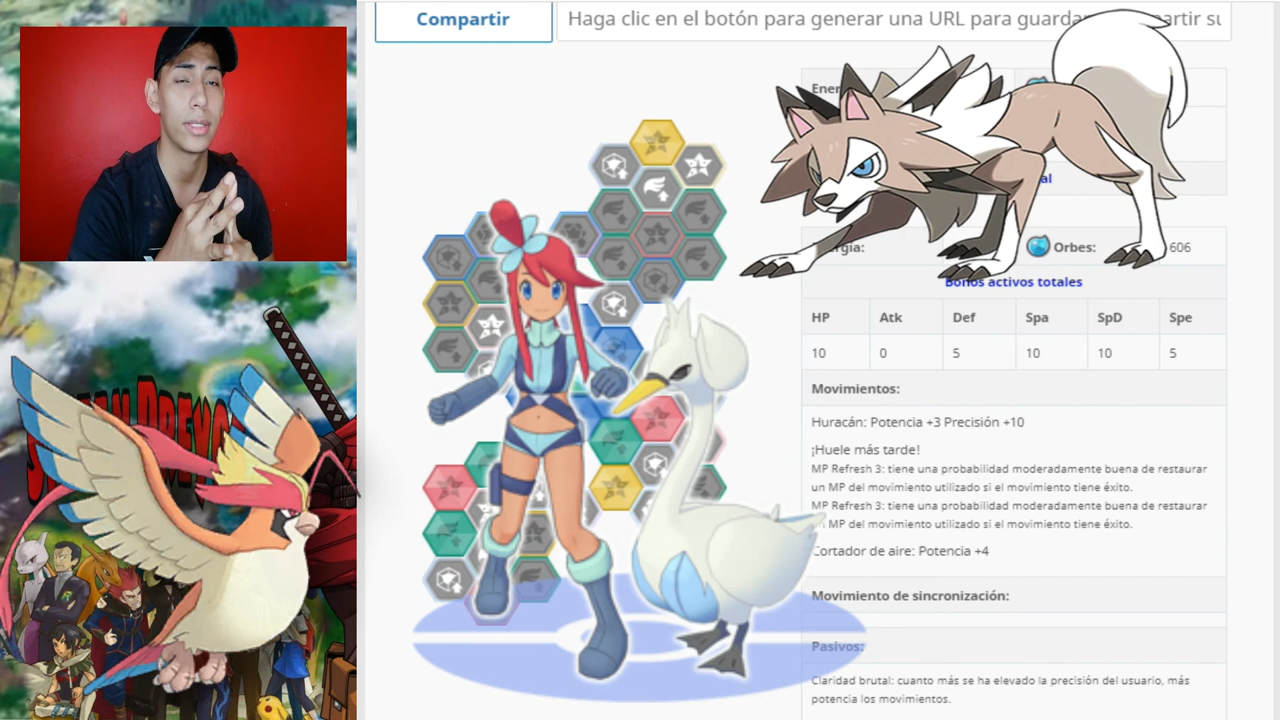 Compartir
Haga clic en el botón para generar una URL para guardar
Orbes: 606
Bonos activos totales
HP Atk Def Spa SpD Spe
10 0 5 10 10 5
Movimientos:
Huracán: Potencia +3 Precisión +10
¡Huele más tarde!
MP Refresh 3: tiene una probabilidad moderadamente buena de restaurar
un MP del movimiento utilizado si el movimiento tiene éxito.
MP Refresh 3: tiene una probabilidad moderadamente buena de restaurar
MP del movimiento utilizado si el movimiento tiene éxito.
Cortador de aire: Potencia +4
Movimiento de sincronización:
Pasivos:
Claridad brutal: cuanto más se ha elevado la precisión del usuario, más
potencia los movimientos.